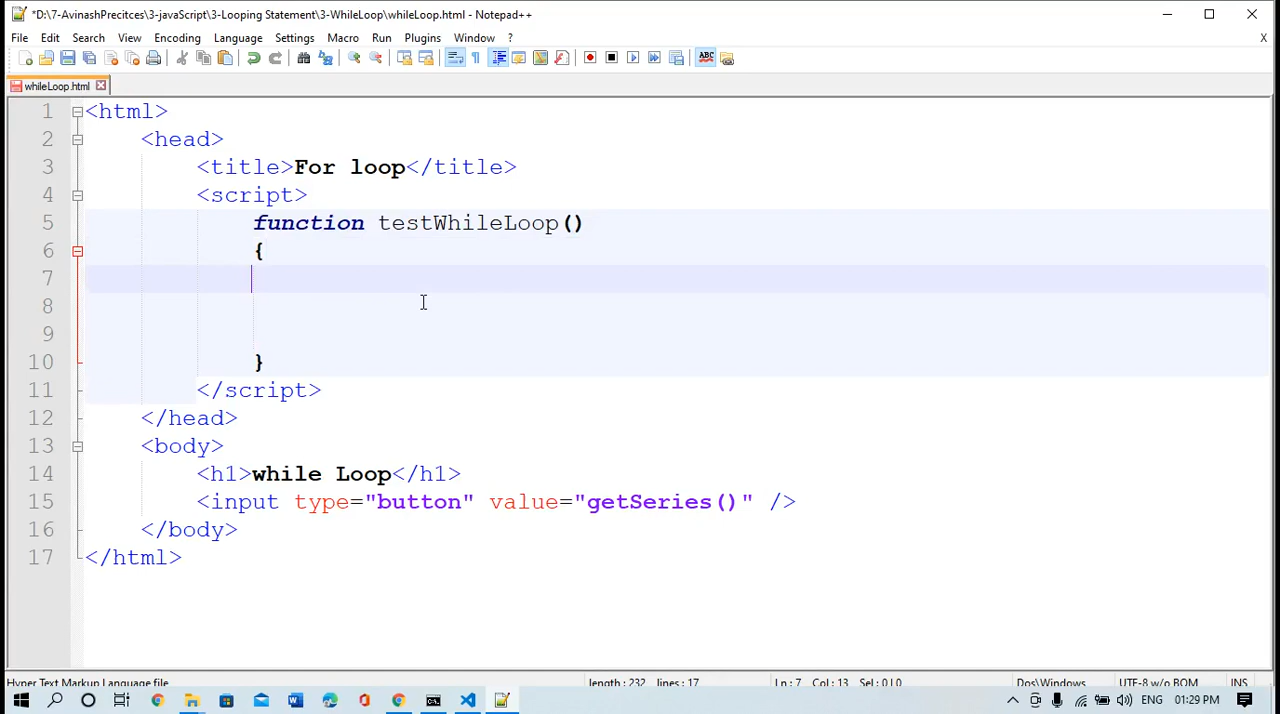 *D:\7-AvinashPrecitces\3-javaScript\3-Looping Statement\3-WhileLoop\whileLoop.html - Notepad++
File Edit Search View Encoding Language Settings Macro Run Plugins Window ? X
whileLoop.html
1 <html>
2 <head>
3 <title>For loop</title>
4 <script>
5 function testWhileLoop()
6 {
7
8
9
10 }
11 </script>
12 </head>
13 <body>
14 <h1>while Loop</h1>
15 <input type="button" value="getSeries()" />
16 </body>
17 </html>
Hyper Text Markup Language file length : 232 lines : 17 Ln : 7 Col : 13 Sel : 0 | 0 Dos\Windows UTF-8 w/o BOM INS
ENG 01:29 PM